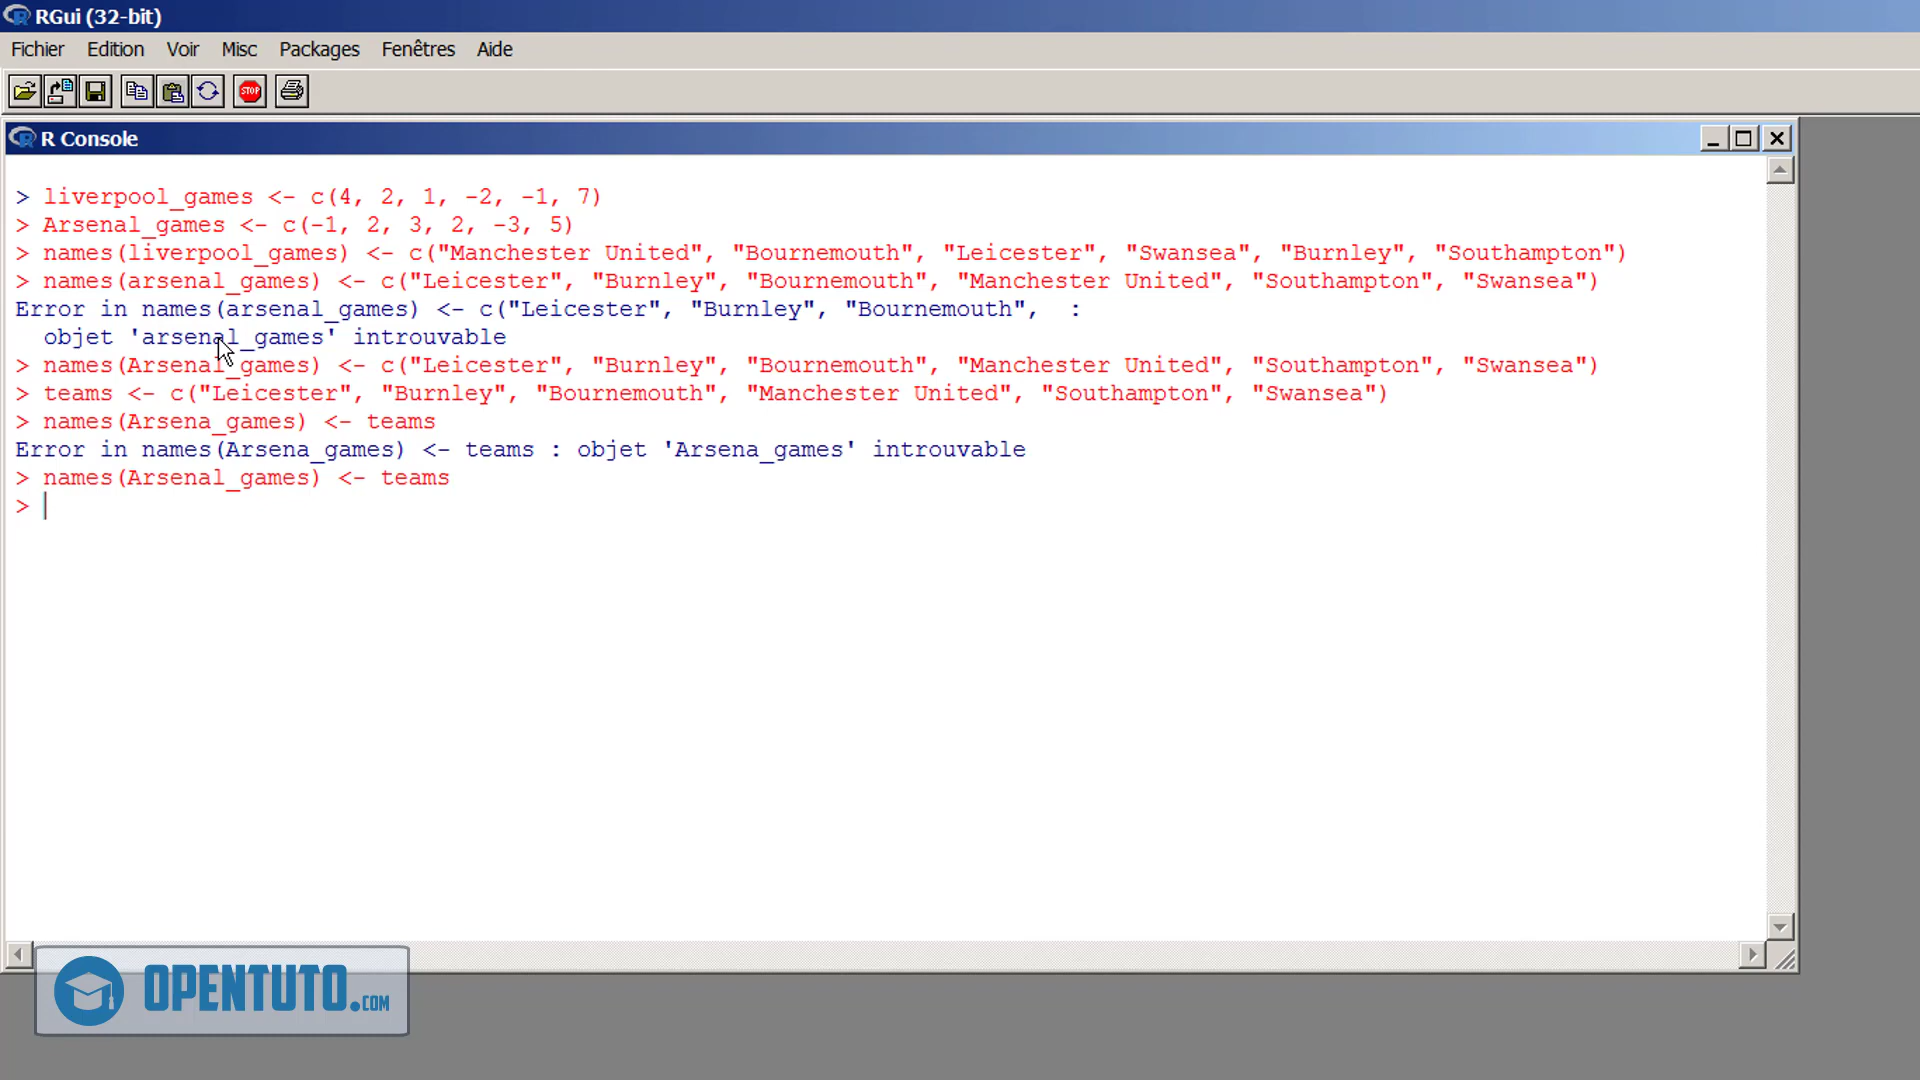 RGui (32-bit)
Fichier Edition Voir Misc Packages Fenêtres Aide
STOP
R Console
> liverpool_games <- c(4, 2, 1, -2, -1, 7)
> Arsenal_games <- c(-1, 2, 3, 2, -3, 5)
> names(liverpool_games) <- c("Manchester United", "Bournemouth", "Leicester", "Swansea", "Burnley", "Southampton")
> names(arsenal_games) <- c("Leicester", "Burnley", "Bournemouth", "Manchester United", "Southampton", "Swansea")
Error in names(arsenal_games) <- c("Leicester", "Burnley", "Bournemouth",  :
  objet 'arsenal_games' introuvable
> names(Arsenal_games) <- c("Leicester", "Burnley", "Bournemouth", "Manchester United", "Southampton", "Swansea")
> teams <- c("Leicester", "Burnley", "Bournemouth", "Manchester United", "Southampton", "Swansea")
> names(Arsena_games) <- teams
Error in names(Arsena_games) <- teams : objet 'Arsena_games' introuvable
> names(Arsenal_games) <- teams
>
OPENTUTO.COM